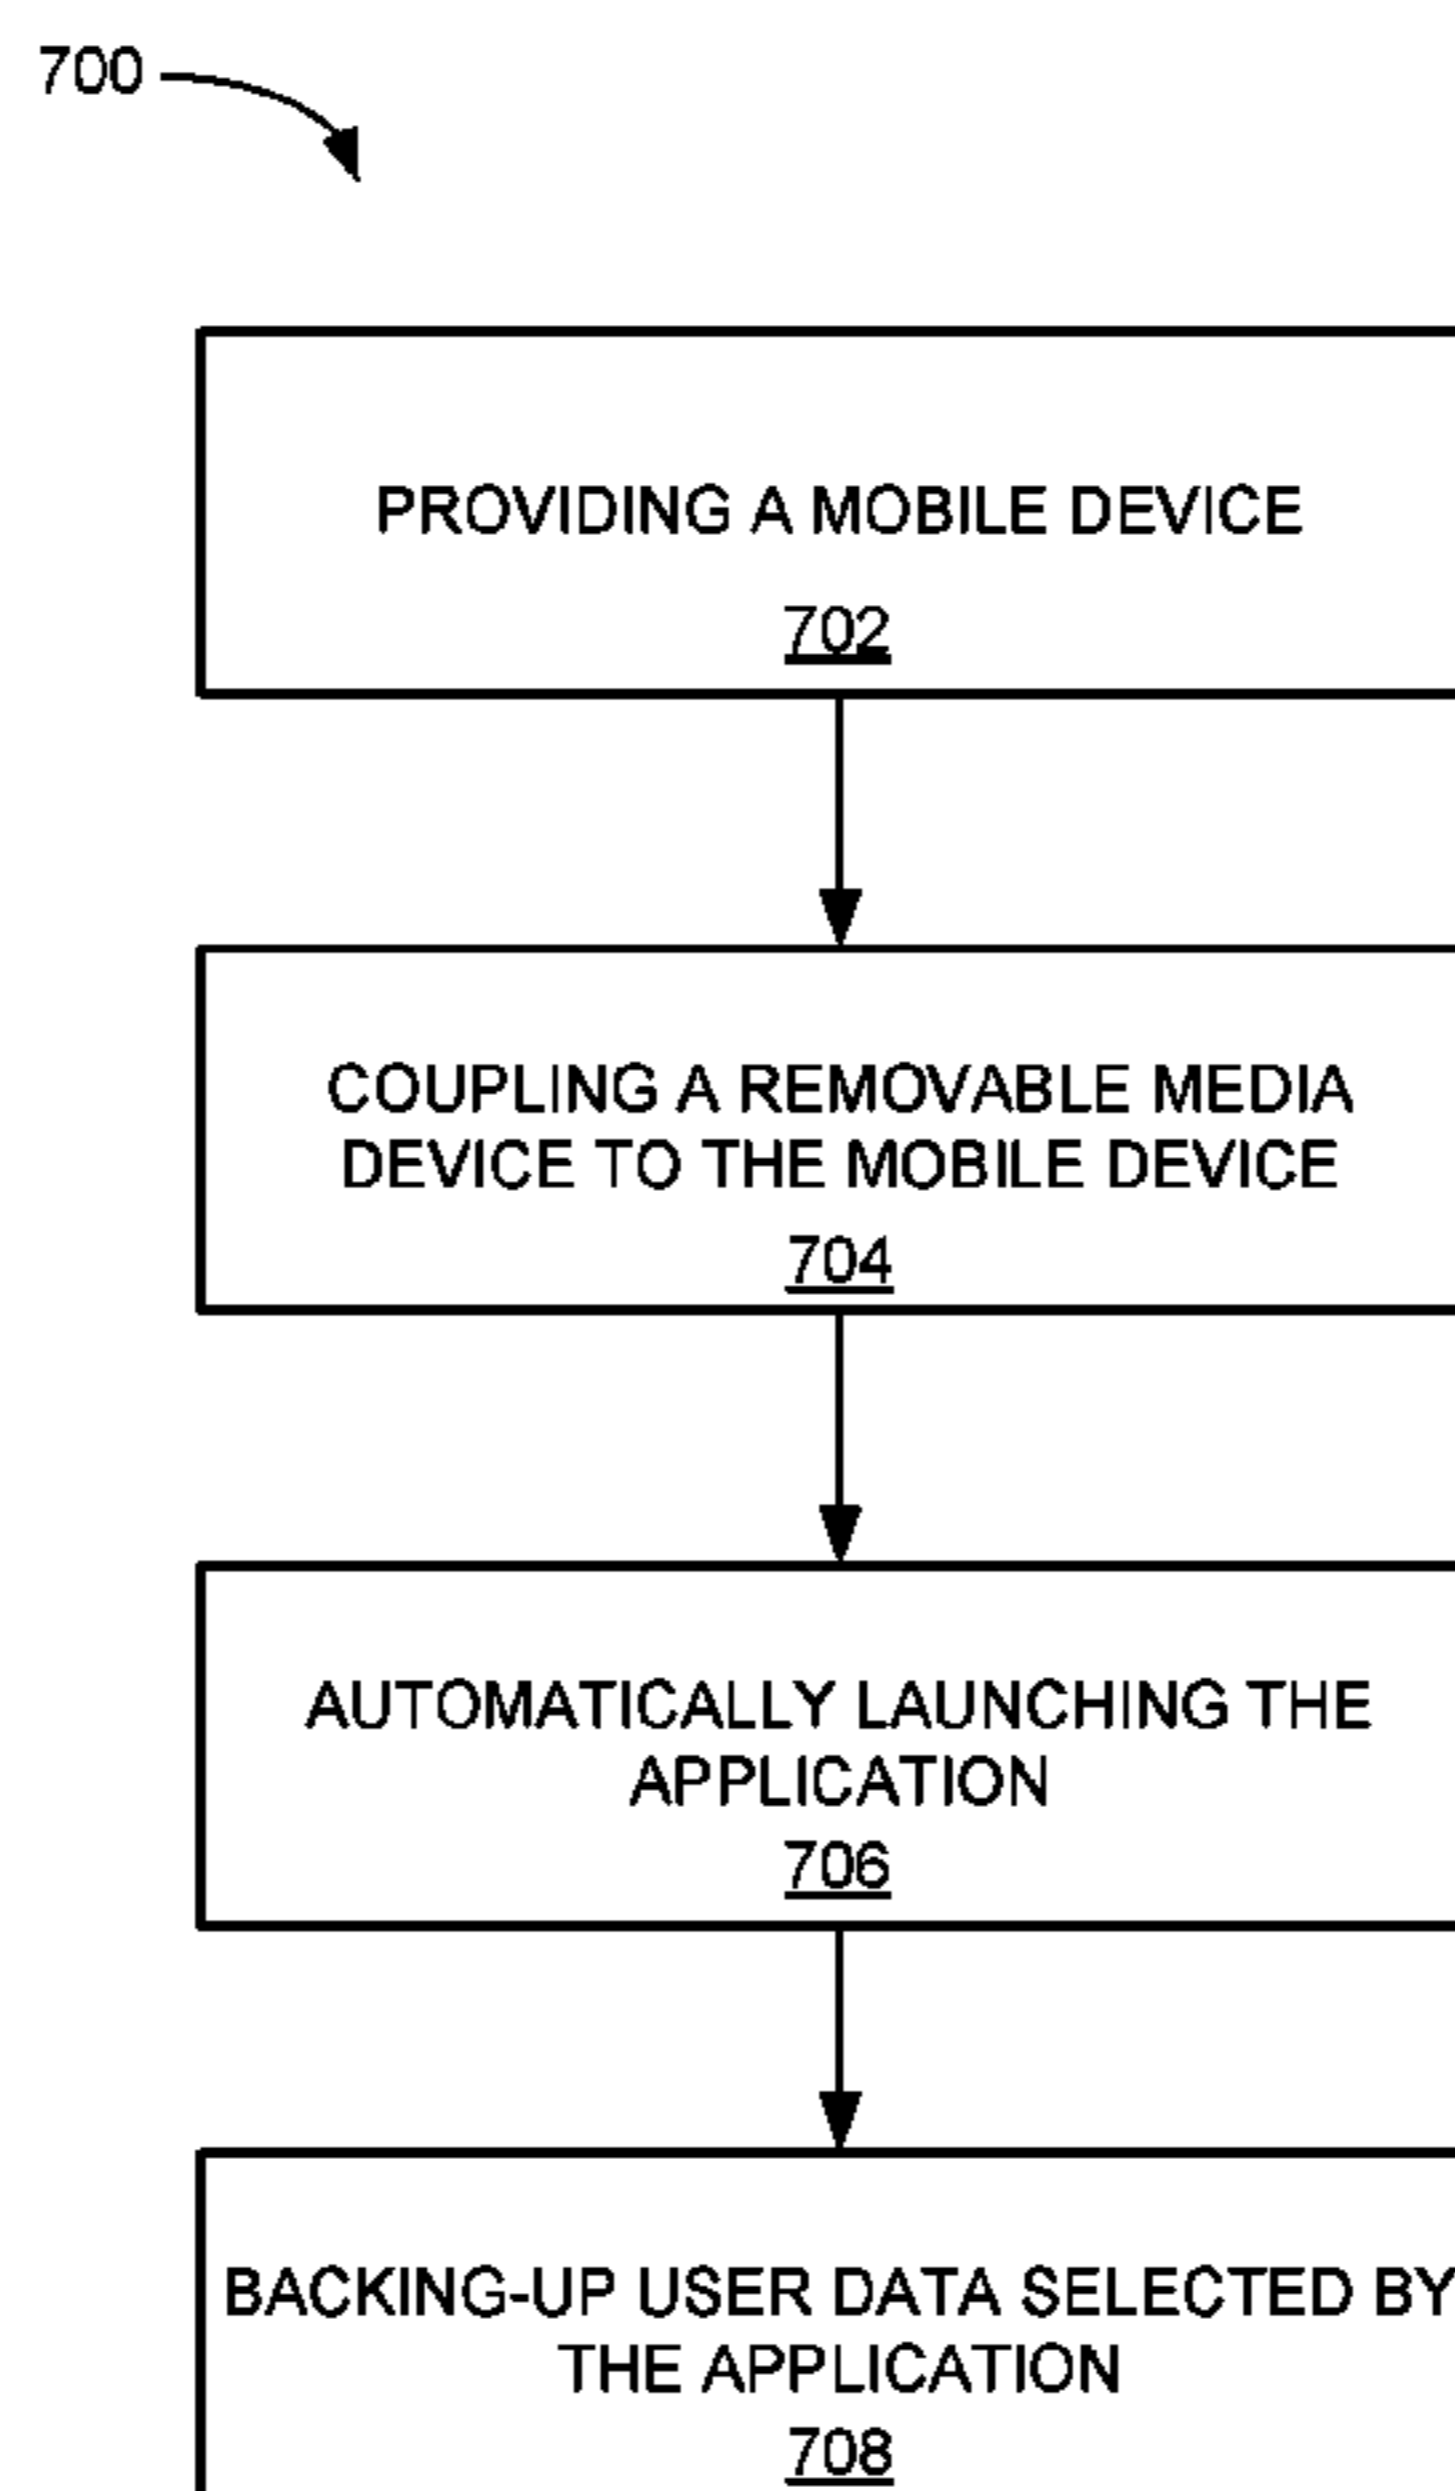 700
PROVIDING A MOBILE DEVICE
702
COUPLING A REMOVABLE MEDIA
DEVICE TO THE MOBILE DEVICE
704
AUTOMATICALLY LAUNCHING THE
APPLICATION
706
BACKING-UP USER DATA SELECTED BY
THE APPLICATION
708